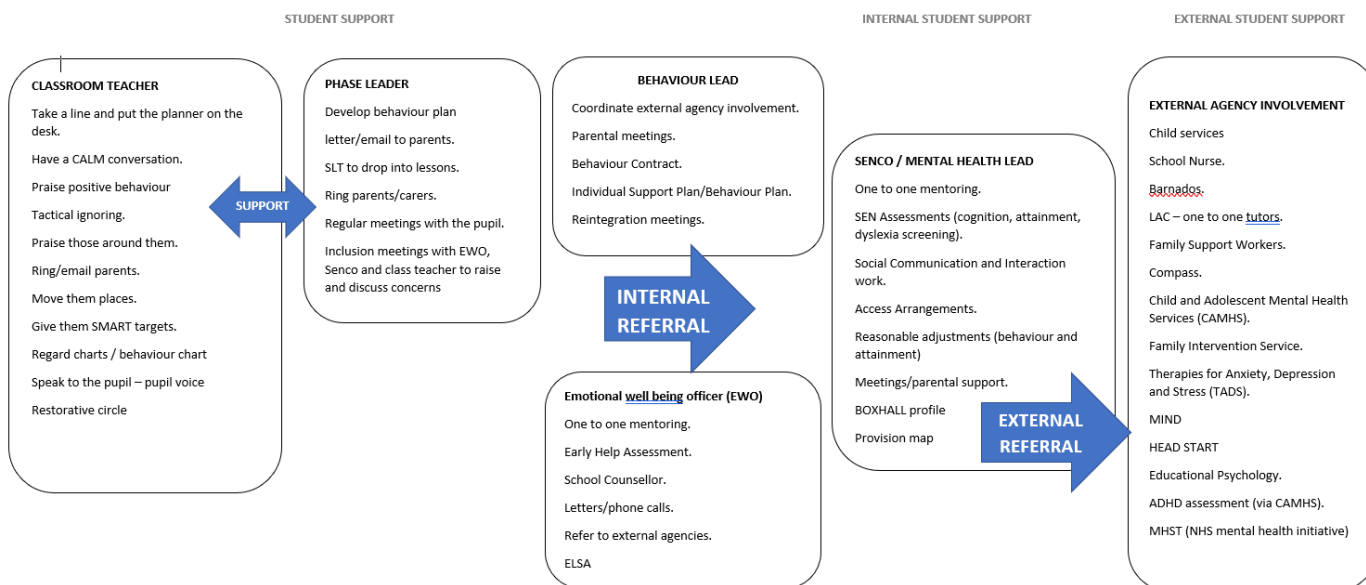 STUDENT SUPPORT
INTERNAL STUDENT SUPPORT
EXTERNAL STUDENT SUPPORT
CLASSROOM TEACHER
Take a line and put the planner on the
desk.
Have a CALM conversation.
Praise positive behaviour
Tactical ignoring.
Praise those around them.
Ring/email parents.
Move them places.
Give them SMART targets.
Regard charts / behaviour chart
Speak to the pupil – pupil voice
Restorative circle
SUPPORT
PHASE LEADER
Develop behaviour plan
letter/email to parents.
SLT to drop into lessons.
Ring parents/carers.
Regular meetings with the pupil.
Inclusion meetings with EWO,
Senco and class teacher to raise
and discuss concerns
BEHAVIOUR LEAD
Coordinate external agency involvement.
Parental meetings.
Behaviour Contract.
Individual Support Plan/Behaviour Plan.
Reintegration meetings.
INTERNAL
REFERRAL
Emotional well being officer (EWO)
One to one mentoring.
Early Help Assessment.
School Counsellor.
Letters/phone calls.
Refer to external agencies.
ELSA
SENCO / MENTAL HEALTH LEAD
One to one mentoring.
SEN Assessments (cognition, attainment,
dyslexia screening).
Social Communication and Interaction
work.
Access Arrangements.
Reasonable adjustments (behaviour and
attainment)
Meetings/parental support.
BOXHALL profile
Provision map
EXTERNAL
REFERRAL
EXTERNAL AGENCY INVOLVEMENT
Child services
School Nurse.
Barnados.
LAC – one to one tutors.
Family Support Workers.
Compass.
Child and Adolescent Mental Health
Services (CAMHS).
Family Intervention Service.
Therapies for Anxiety, Depression
and Stress (TADS).
MIND
HEAD START
Educational Psychology.
ADHD assessment (via CAMHS).
MHST (NHS mental health initiative)